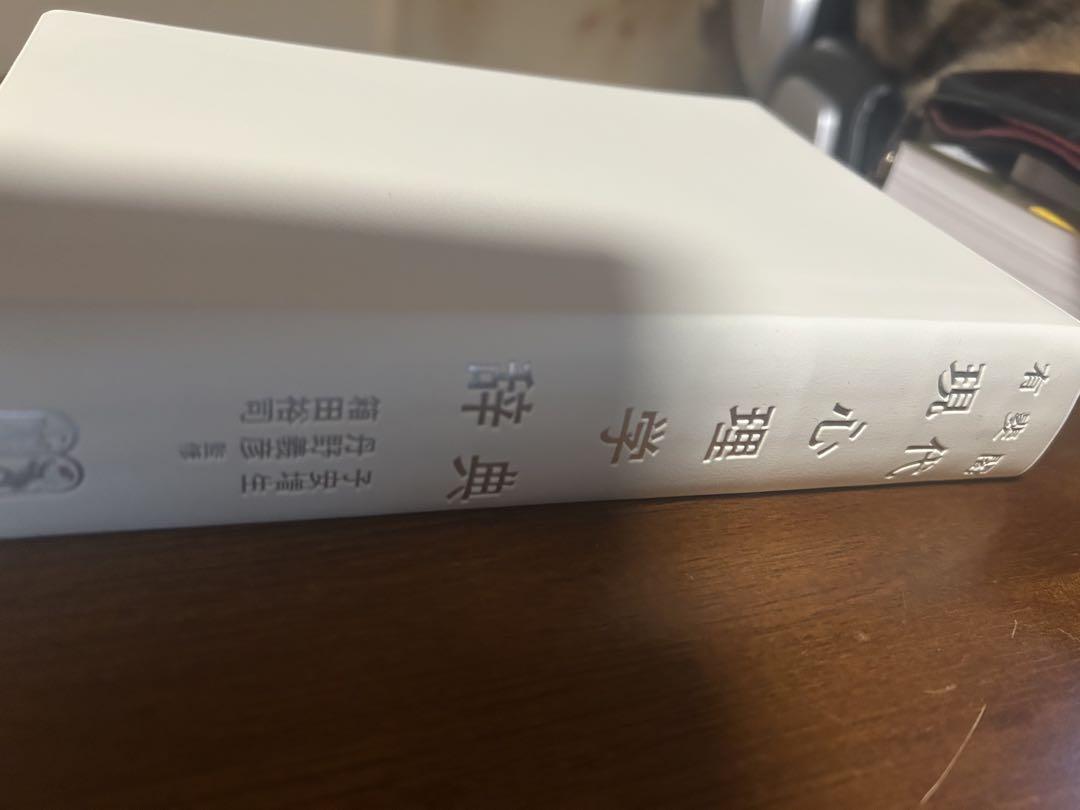 有斐閣
現代心理学辞典
子安増生
丹野義彦
箱田裕司
監修